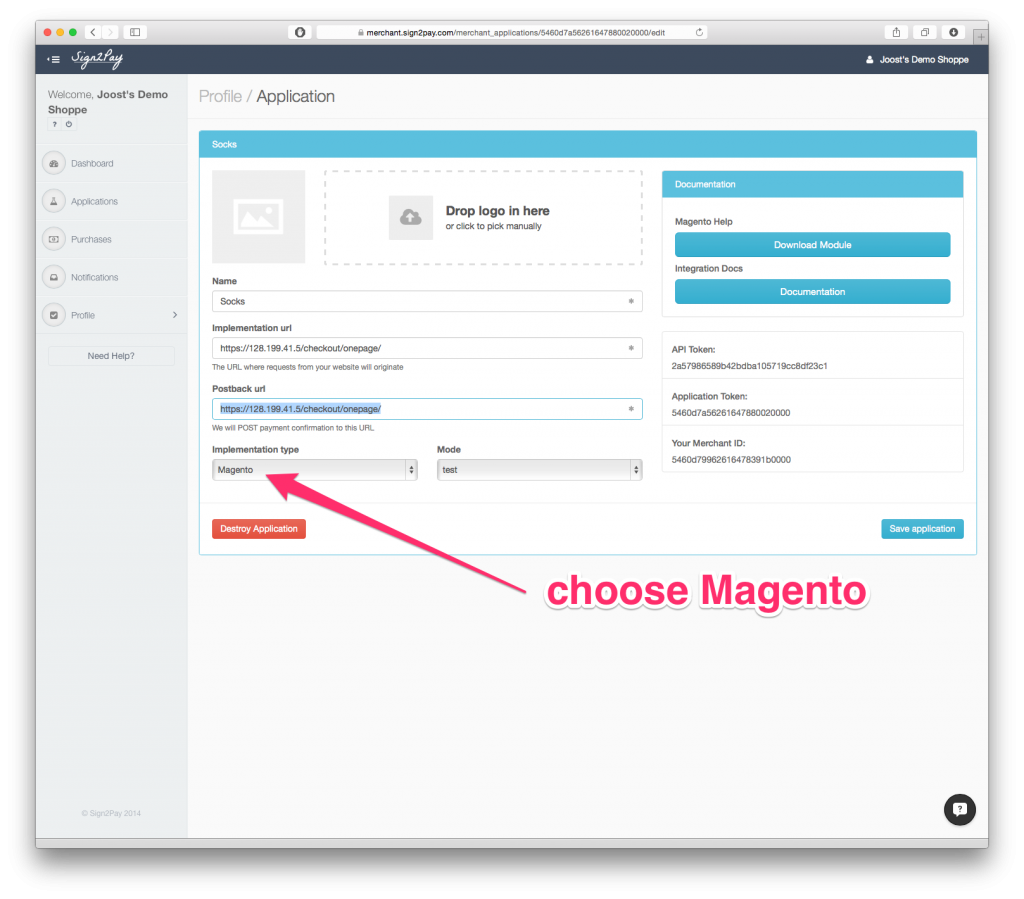 merchant.sign2pay.com/merchant_applications/5460d7a56261647880020000/edit
Sign2Pay
Joost's Demo Shoppe
Welcome, Joost's Demo
Shoppe
?
Dashboard
Applications
Purchases
Notifications
Profile
Need Help?
© Sign2Pay 2014
Profile / Application
Socks
Drop logo in here
or click to pick manually
Name
Socks
Implementation url
https://128.199.41.5/checkout/onepage/
The URL where requests from your website will originate
Postback url
https://128.199.41.5/checkout/onepage/
We will POST payment confirmation to this URL
Implementation type
Mode
Magento
test
Destroy Application
Save application
Documentation
Magento Help
Download Module
Integration Docs
Documentation
API Token:
2a57986589b42bdba105719cc8df23c1
Application Token:
5460d7a56261647880020000
Your Merchant ID:
5460d79962616478391b0000
choose Magento
?